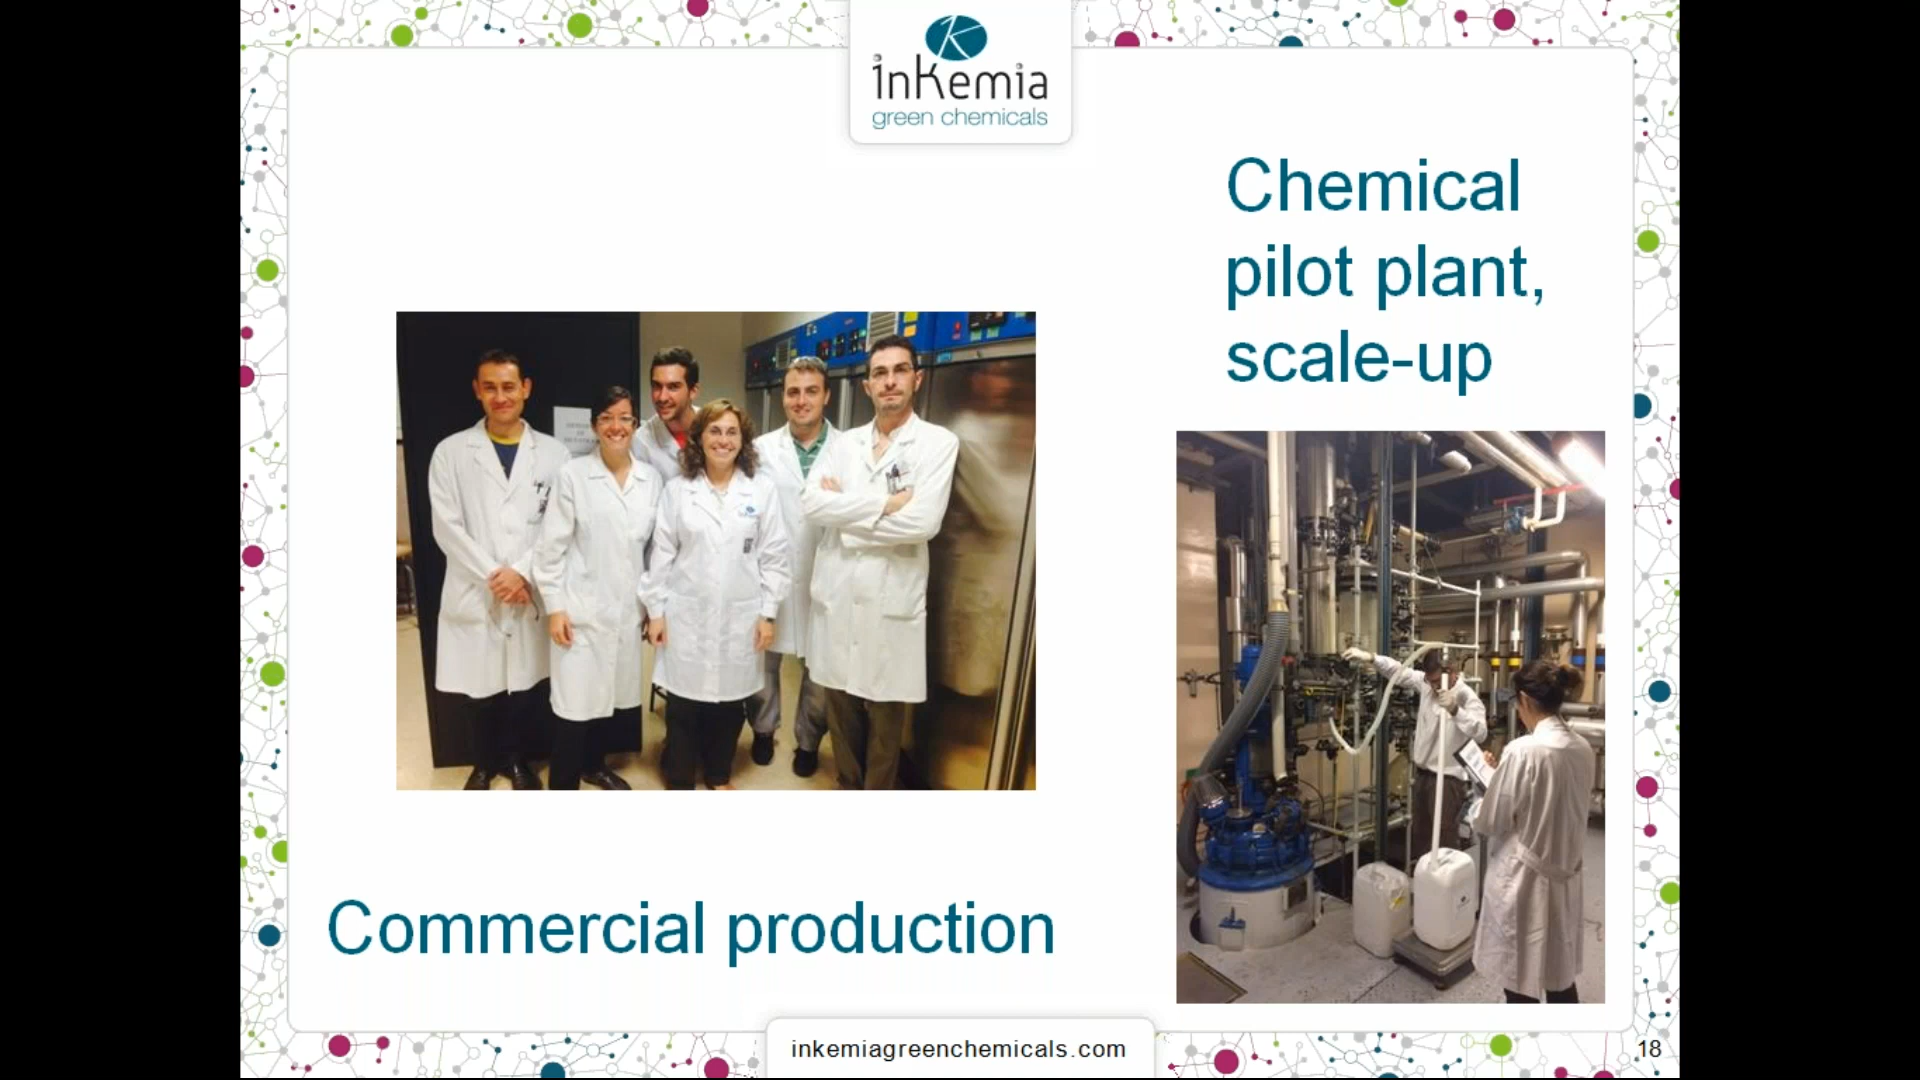 inkemia
green chemicals
Chemical
pilot plant,
scale-up
Commercial production
inkemiagreenchemicals.com
18